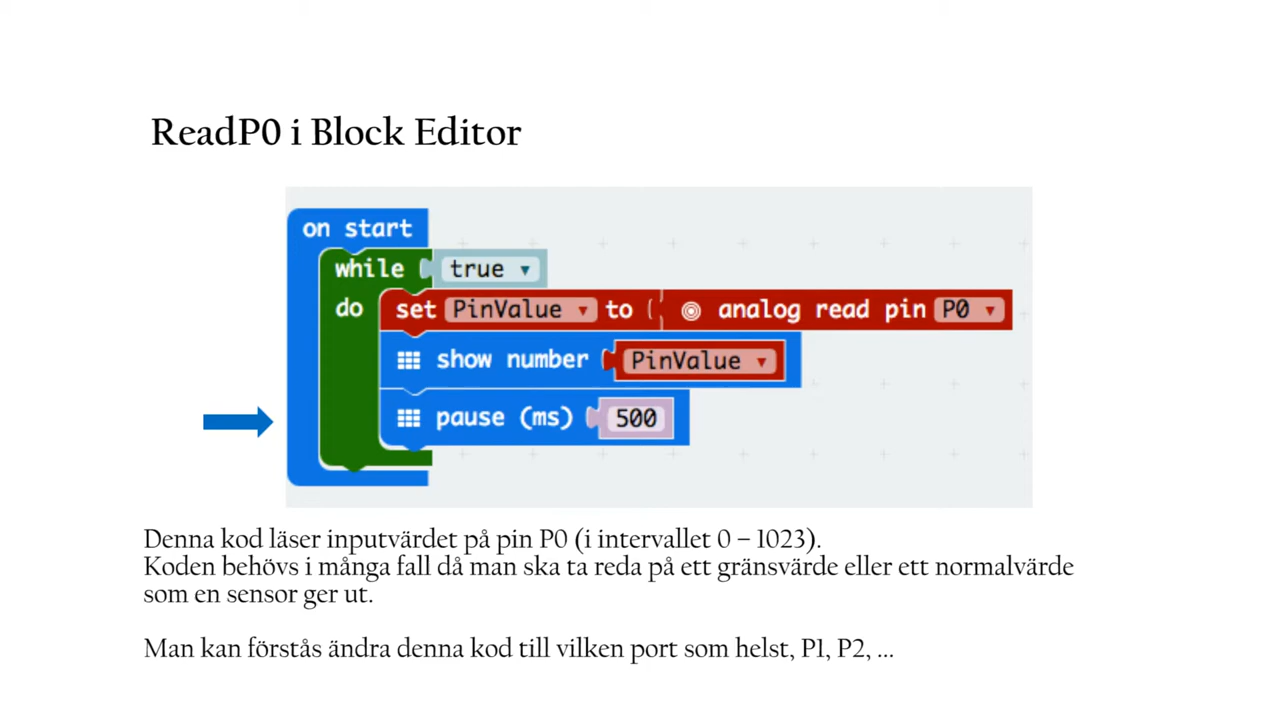 ReadP0 i Block Editor
on start
while true
do set PinValue to analog read pin P0
show number PinValue
pause (ms) 500
Denna kod läser inputvärdet på pin P0 (i intervallet 0 – 1023).
Koden behövs i många fall då man ska ta reda på ett gränsvärde eller ett normalvärde
som en sensor ger ut.
Man kan förstås ändra denna kod till vilken port som helst, P1, P2, ...